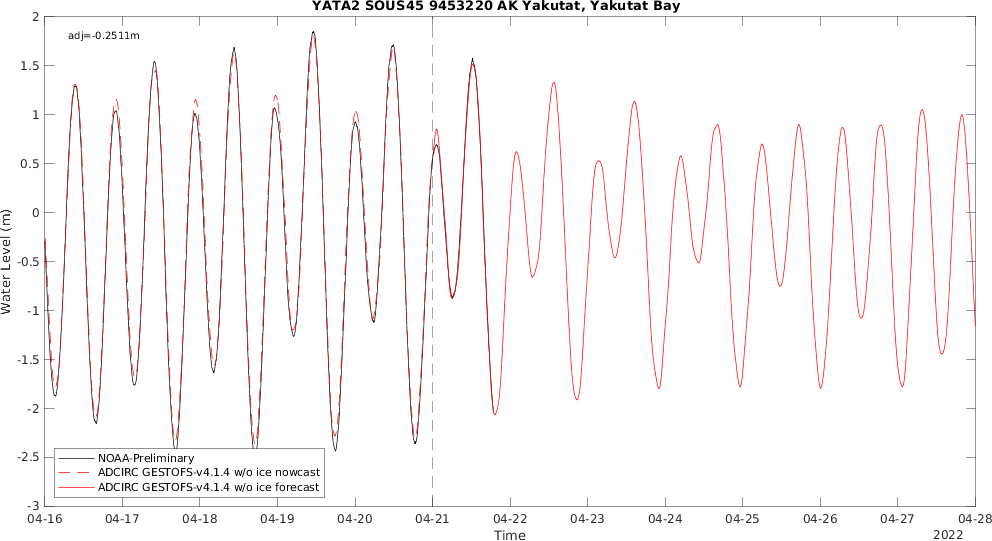 YATA2 SOUS45 9453220 AK Yakutat, Yakutat Bay
adj=-0.2511m
2
1.5
1
0.5
0
-0.5
-1
-1.5
-2
-2.5
-3
Water Level (m)
NOAA-Preliminary
ADCIRC GESTOFS-v4.1.4 w/o ice nowcast
ADCIRC GESTOFS-v4.1.4 w/o ice forecast
04-16 04-17 04-18 04-19 04-20 04-21 04-22 04-23 04-24 04-25 04-26 04-27 04-28
Time
2022